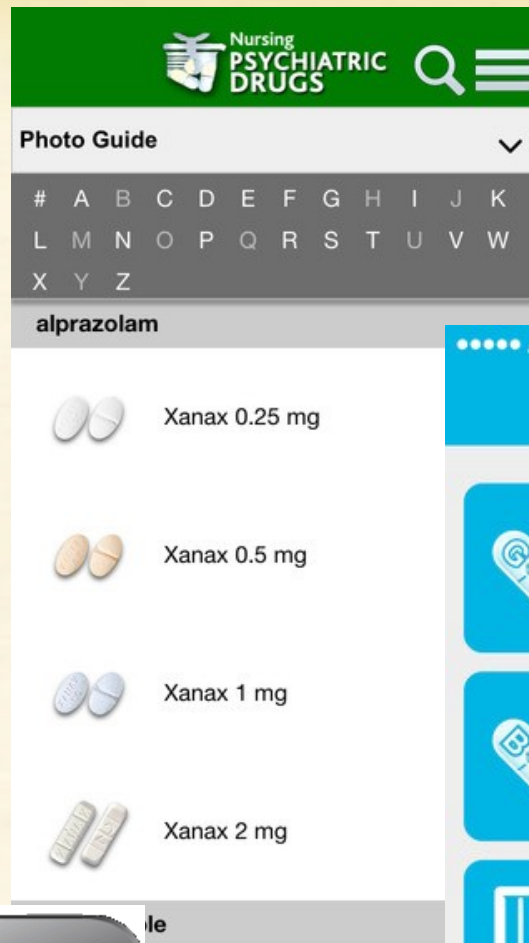 Nursing
PSYCHIATRIC
DRUGS
Photo Guide
# A B C D E F G H I J K
L M N O P Q R S T U V W
X Y Z
alprazolam
Xanax 0.25 mg
Xanax 0.5 mg
Xanax 1 mg
Xanax 2 mg
le